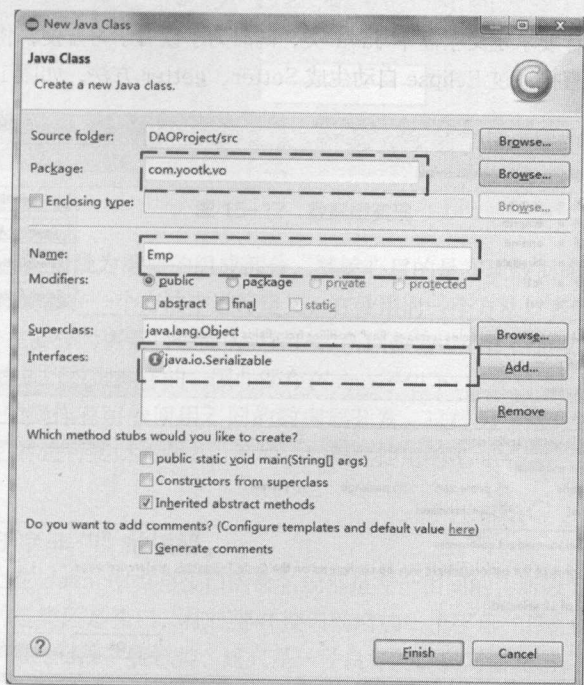 New Java Class
Java Class
Create a new Java class.
Source folder: DAOProject/src Browse...
Package: com.yootk.vo Browse...
Enclosing type: Browse...
Name: Emp
Modifiers: public package private protected
abstract final static
Superclass: java.lang.Object Browse...
Interfaces: java.io.Serializable Add...
Remove
Which method stubs would you like to create?
public static void main(String[] args)
Constructors from superclass
Inherited abstract methods
Do you want to add comments? (Configure templates and default value here)
Generate comments
Finish Cancel